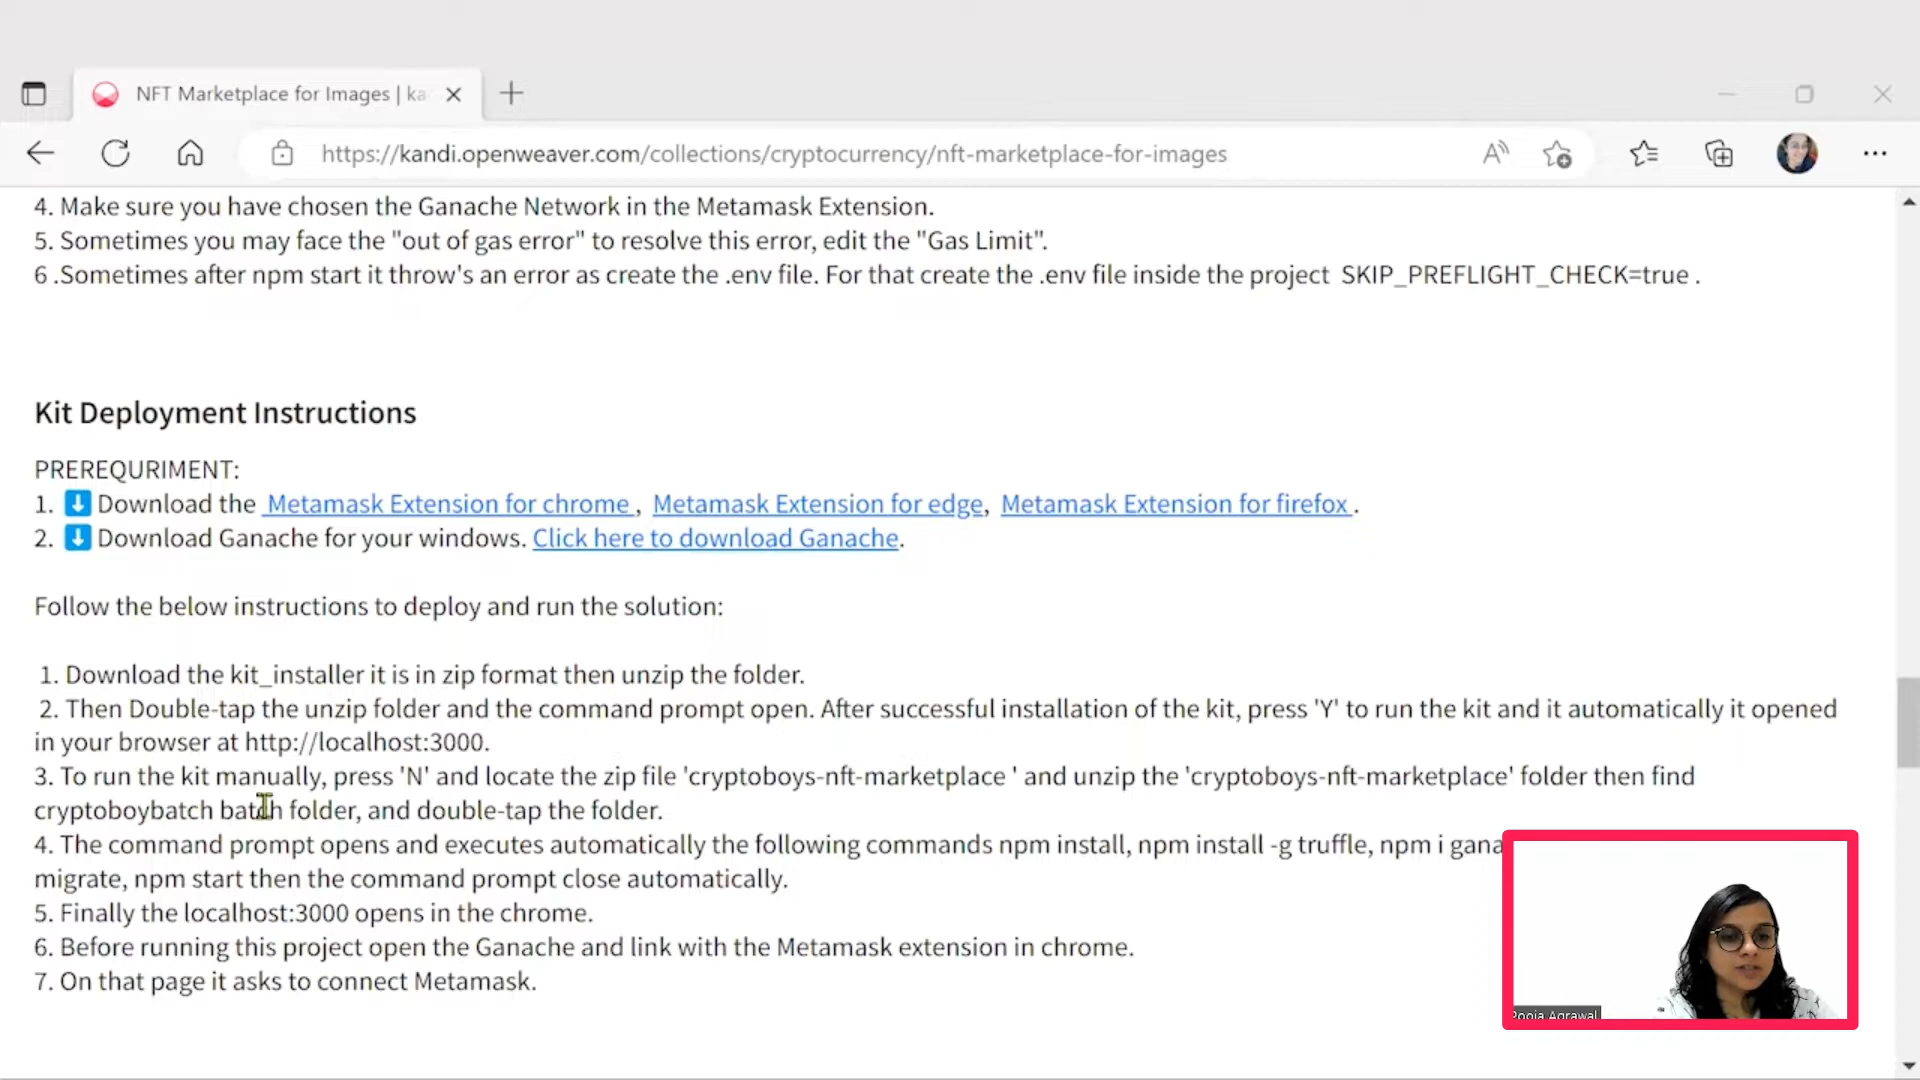 NFT Marketplace for Images | ka
https://kandi.openweaver.com/collections/cryptocurrency/nft-marketplace-for-images
4. Make sure you have chosen the Ganache Network in the Metamask Extension.
5. Sometimes you may face the "out of gas error" to resolve this error, edit the "Gas Limit".
6 .Sometimes after npm start it throw's an error as create the .env file. For that create the .env file inside the project SKIP_PREFLIGHT_CHECK=true .
Kit Deployment Instructions
PREREQURIMENT:
1. Download the Metamask Extension for chrome , Metamask Extension for edge, Metamask Extension for firefox .
2. Download Ganache for your windows. Click here to download Ganache.
Follow the below instructions to deploy and run the solution:
1. Download the kit_installer it is in zip format then unzip the folder.
2. Then Double-tap the unzip folder and the command prompt open. After successful installation of the kit, press 'Y' to run the kit and it automatically it opened
in your browser at http://localhost:3000.
3. To run the kit manually, press 'N' and locate the zip file 'cryptoboys-nft-marketplace ' and unzip the 'cryptoboys-nft-marketplace' folder then find
cryptoboybatch batch folder, and double-tap the folder.
4. The command prompt opens and executes automatically the following commands npm install, npm install -g truffle, npm i gana
migrate, npm start then the command prompt close automatically.
5. Finally the localhost:3000 opens in the chrome.
6. Before running this project open the Ganache and link with the Metamask extension in chrome.
7. On that page it asks to connect Metamask.
Pooja Agrawal